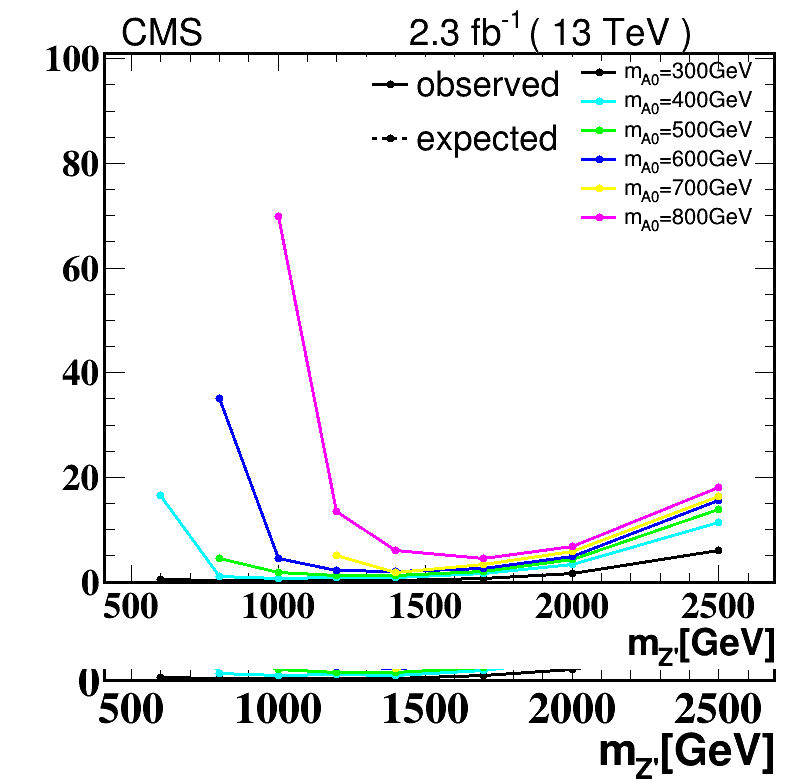 CMS 2.3 fb-1 ( 13 TeV )
100
80
60
40
20
0
observed
expected
mA0=300GeV
mA0=400GeV
mA0=500GeV
mA0=600GeV
mA0=700GeV
mA0=800GeV
500 1000 1500 2000 2500
mZ'[GeV]
0
500 1000 1500 2000 2500
mZ'[GeV]